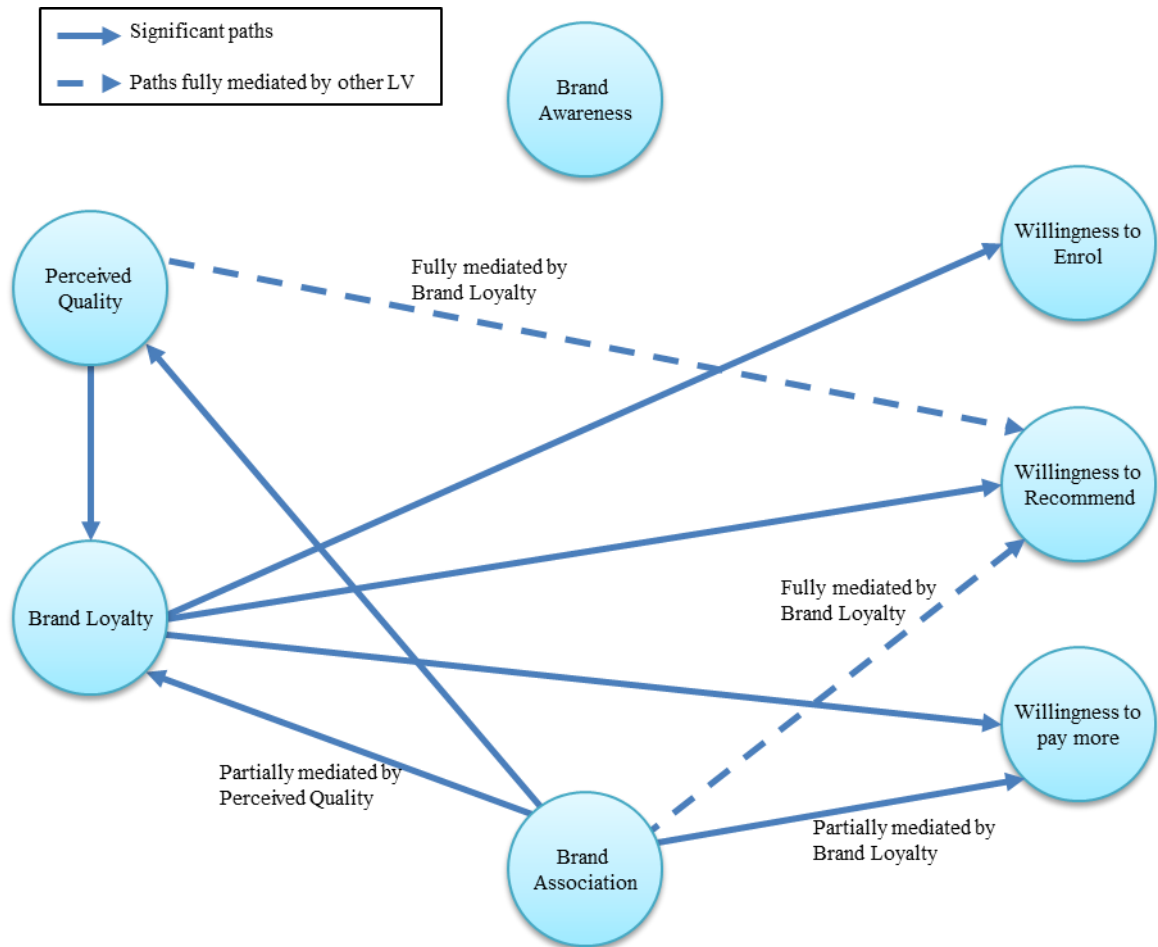 Significant paths
Paths fully mediated by other LV
Brand
Awareness
Willingness to
Enrol
Perceived
Quality
Fully mediated by
Brand Loyalty
Willingness to
Recommend
Brand Loyalty
Fully mediated by
Brand Loyalty
Willingness to
pay more
Partially mediated by
Perceived Quality
Partially mediated by
Brand Loyalty
Brand
Association